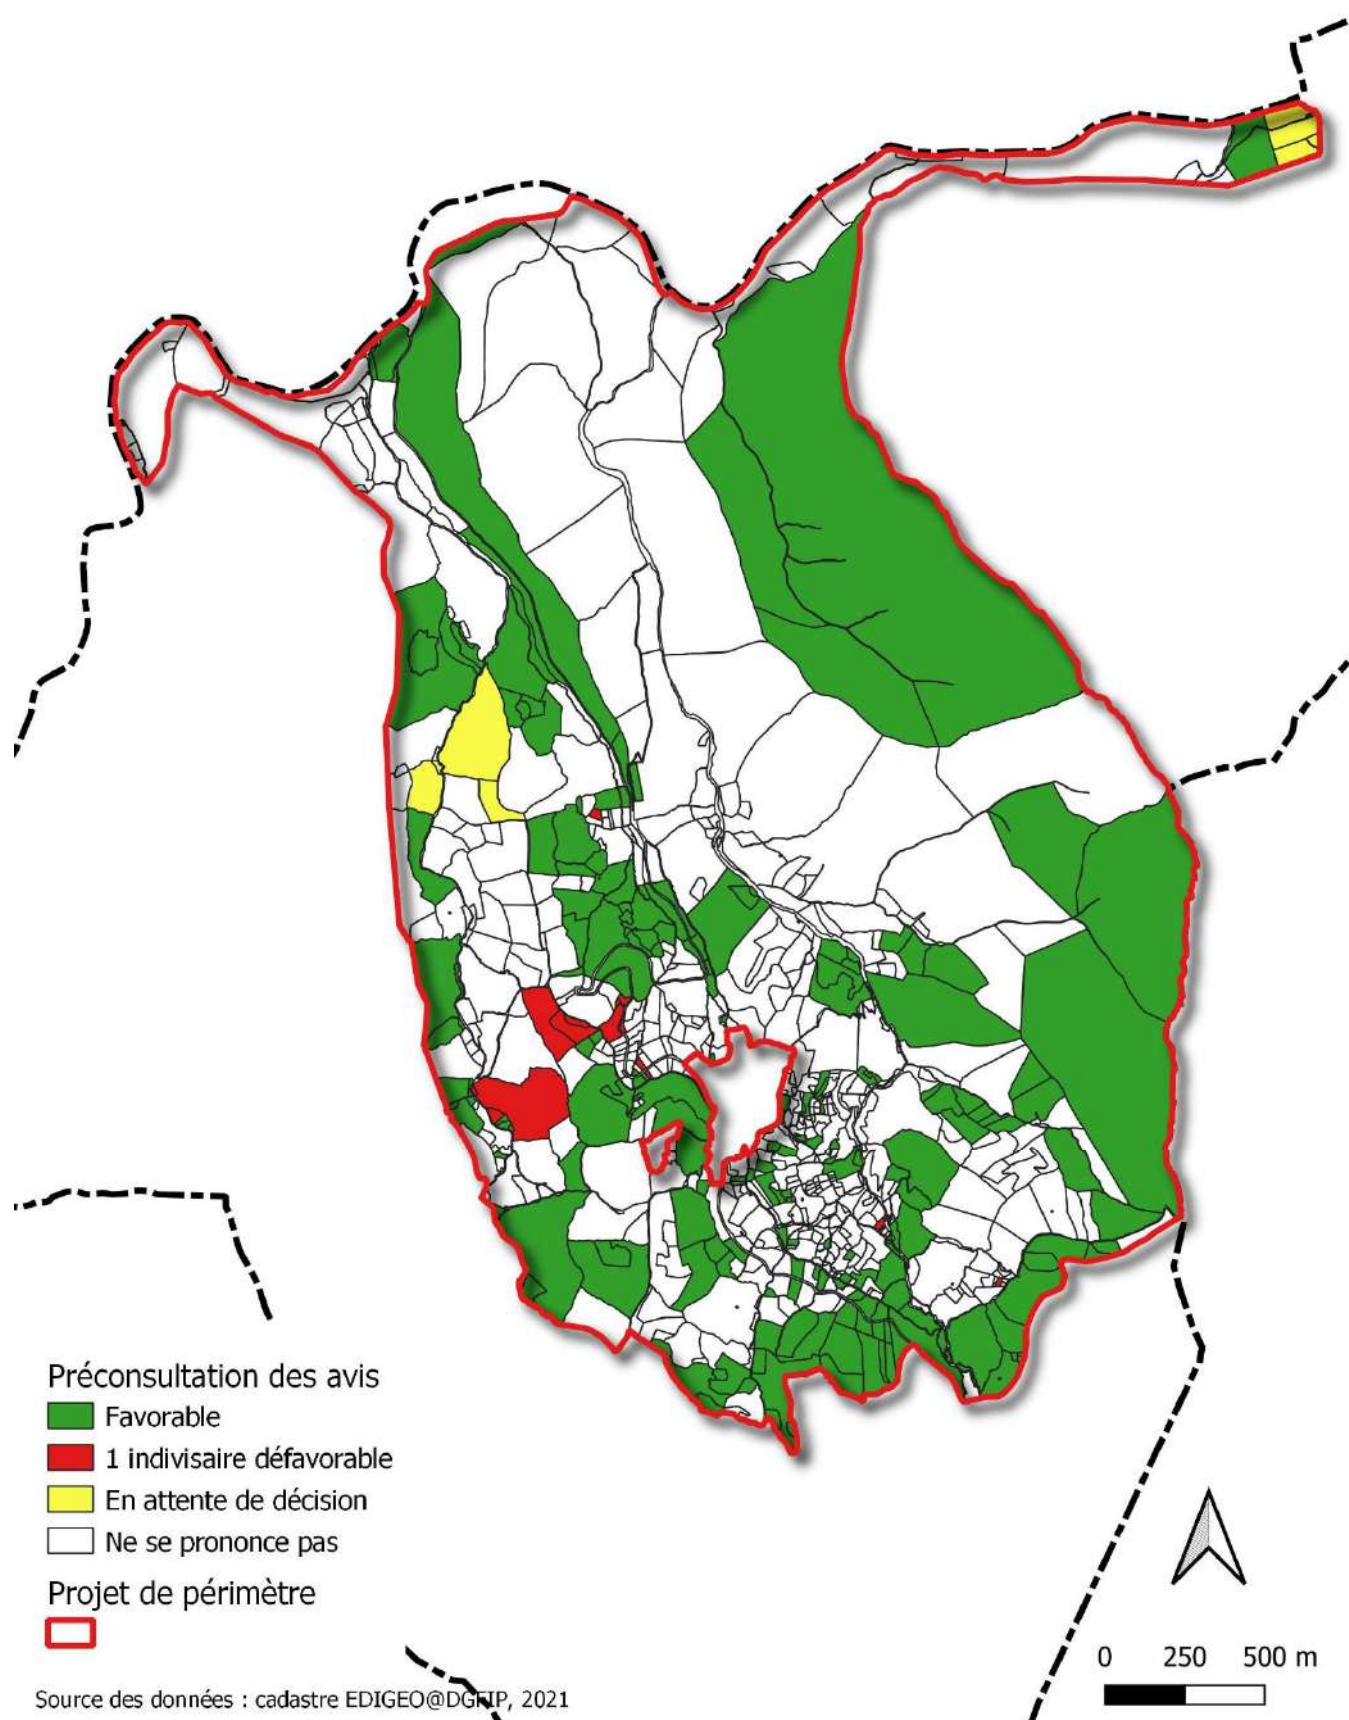 Préconsultation des avis
Favorable
1 indivisaire défavorable
En attente de décision
Ne se prononce pas
Projet de périmètre
0 250 500 m
Source des données : cadastre EDIGEO@DGFIP, 2021